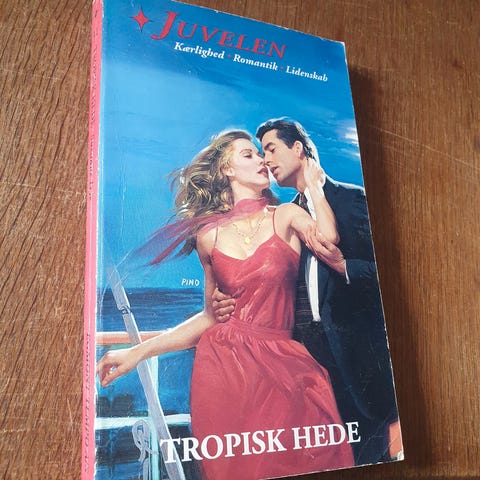 JUVELEN
Kærlighed • Romantik • Lidenskab
PINO
TROPISK HEDE